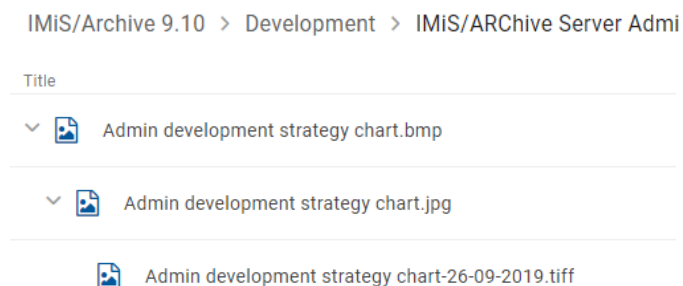 IMiS/Archive 9.10 > Development > IMiS/ARChive Server Admi
Title
Admin development strategy chart.bmp
Admin development strategy chart.jpg
Admin development strategy chart-26-09-2019.tiff